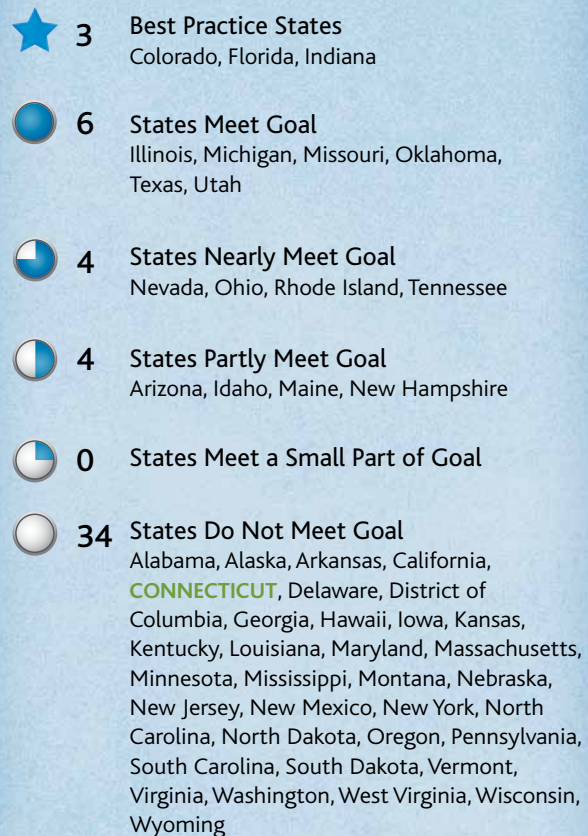 3 Best Practice States
Colorado, Florida, Indiana
6 States Meet Goal
Illinois, Michigan, Missouri, Oklahoma,
Texas, Utah
4 States Nearly Meet Goal
Nevada, Ohio, Rhode Island, Tennessee
4 States Partly Meet Goal
Arizona, Idaho, Maine, New Hampshire
0 States Meet a Small Part of Goal
34 States Do Not Meet Goal
Alabama, Alaska, Arkansas, California,
CONNECTICUT, Delaware, District of
Columbia, Georgia, Hawaii, Iowa, Kansas,
Kentucky, Louisiana, Maryland, Massachusetts,
Minnesota, Mississippi, Montana, Nebraska,
New Jersey, New Mexico, New York, North
Carolina, North Dakota, Oregon, Pennsylvania,
South Carolina, South Dakota, Vermont,
Virginia, Washington, West Virginia, Wisconsin,
Wyoming